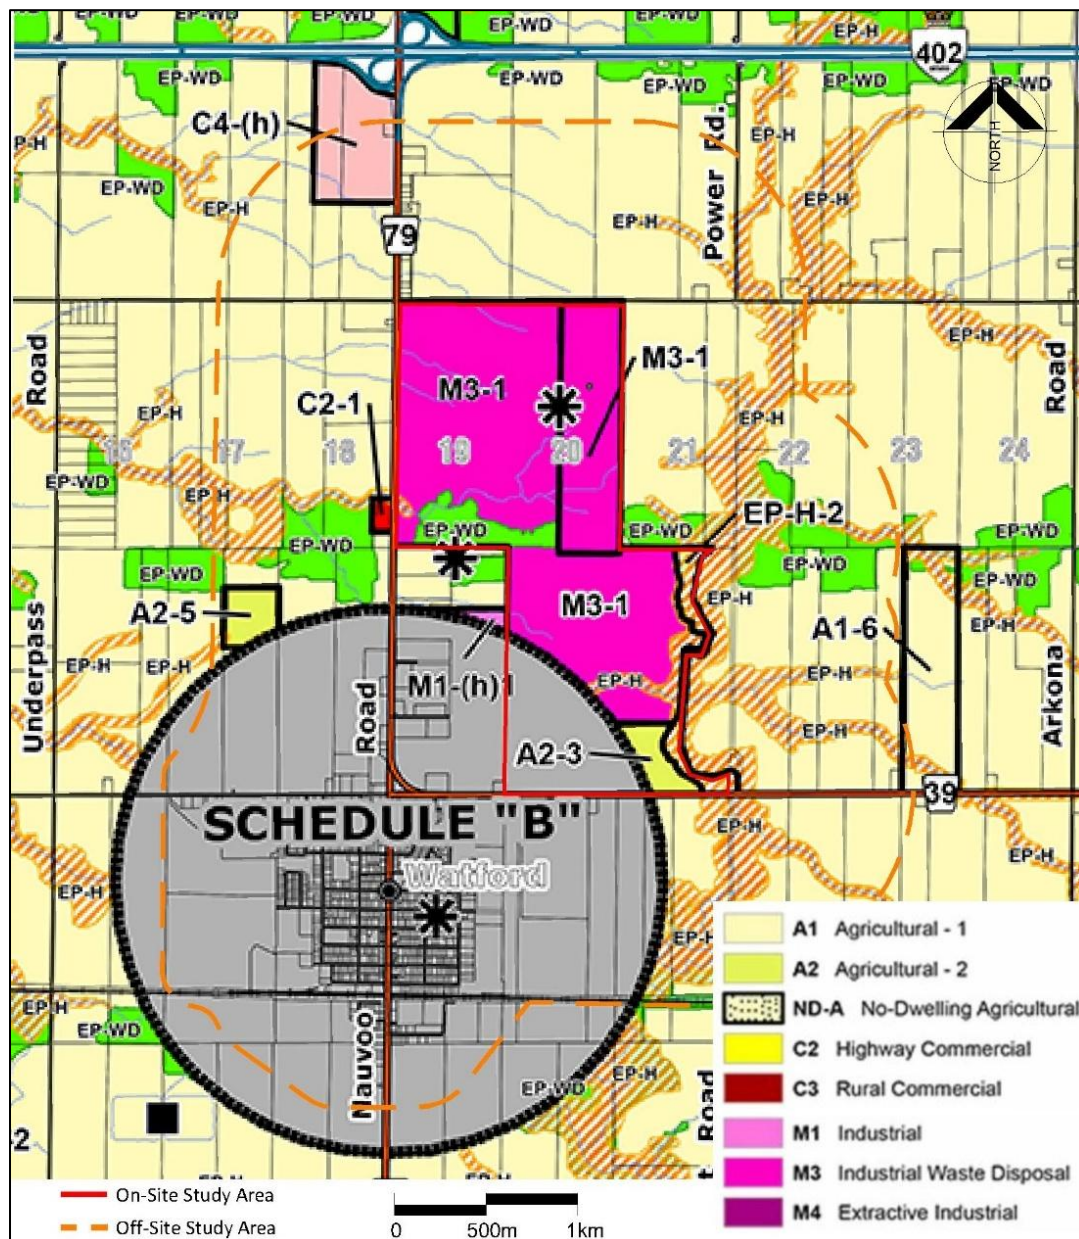 EP-WD
EP-WD
EP-WD
EP-WD
EP-H
402
EP-WD
EP-WD
EP-WD
EP-WD
EP-WD
C4-(h)
Power Rd.
EP-H
NORTH
P-H
EP-WD
EP-H
EP-H
79
EP-H
Road
M3-1
M3-1
Road
C2-1
EP-H
EP-H
16
17
18
19
20
21
22
23
24
EP-WD
EP-H
EP-H-2
EP-WD
EP-WD
EP-WD
EP-WD
EP-WD
EP-WD
A2-5
M3-1
EP-H
A1-6
EP-H
Underpass
EP-H
EP-H
M1-(h)1
EP-H
EP-H
Arkona
Road
A2-3
EP-H
39
SCHEDULE "B"
EP-H
EP-H
Watford
EP-H
EP-H
EP-H
EP-WD
Nauvoo
EP-WD
EP-H
Road
-2
EP-H
EP-H
A1 Agricultural - 1
A2 Agricultural - 2
ND-A No-Dwelling Agricultural
C2 Highway Commercial
C3 Rural Commercial
M1 Industrial
M3 Industrial Waste Disposal
M4 Extractive Industrial
On-Site Study Area
Off-Site Study Area
0 500m 1km